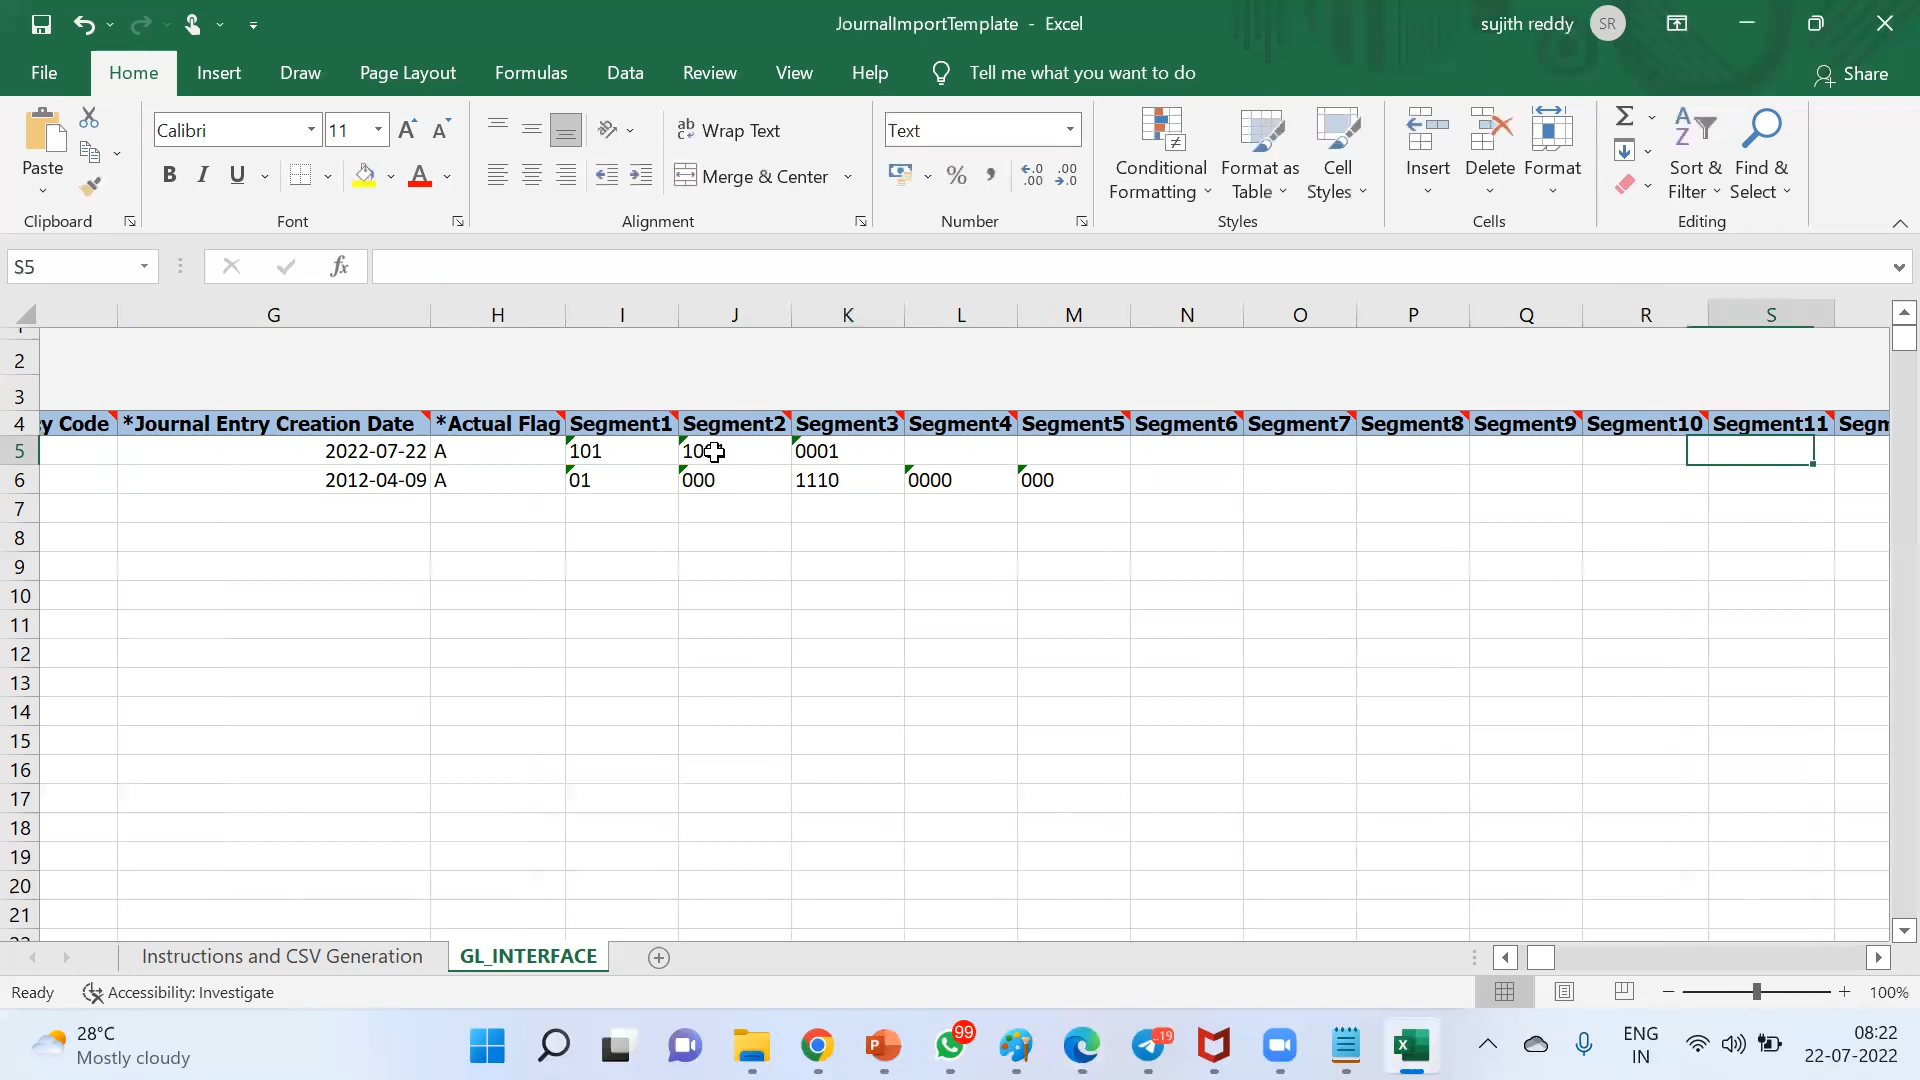 JournalImportTemplate - Excel
sujith reddy
SR
File Home Insert Draw Page Layout Formulas Data Review View Help Tell me what you want to do
Share
Paste
Clipboard
Calibri 11
B I U
Font
ab Wrap Text
Merge & Center
Alignment
Text
Number
Conditional Formatting
Format as Table
Cell Styles
Styles
Insert Delete Format
Cells
Sort & Filter
Find & Select
Editing
S5
fx
G H I J K L M N O P Q R S
2
3
4 y Code *Journal Entry Creation Date *Actual Flag Segment1 Segment2 Segment3 Segment4 Segment5 Segment6 Segment7 Segment8 Segment9 Segment10 Segment11 Segm
5 2022-07-22 A 101 0001
6 2012-04-09 A 01 000 1110 0000 000
7
8
9
10
11
12
13
14
15
16
17
18
19
20
21
Instructions and CSV Generation GL_INTERFACE
Ready Accessibility: Investigate
100%
28°C
Mostly cloudy
99
..19
ENG
IN
08:22
22-07-2022